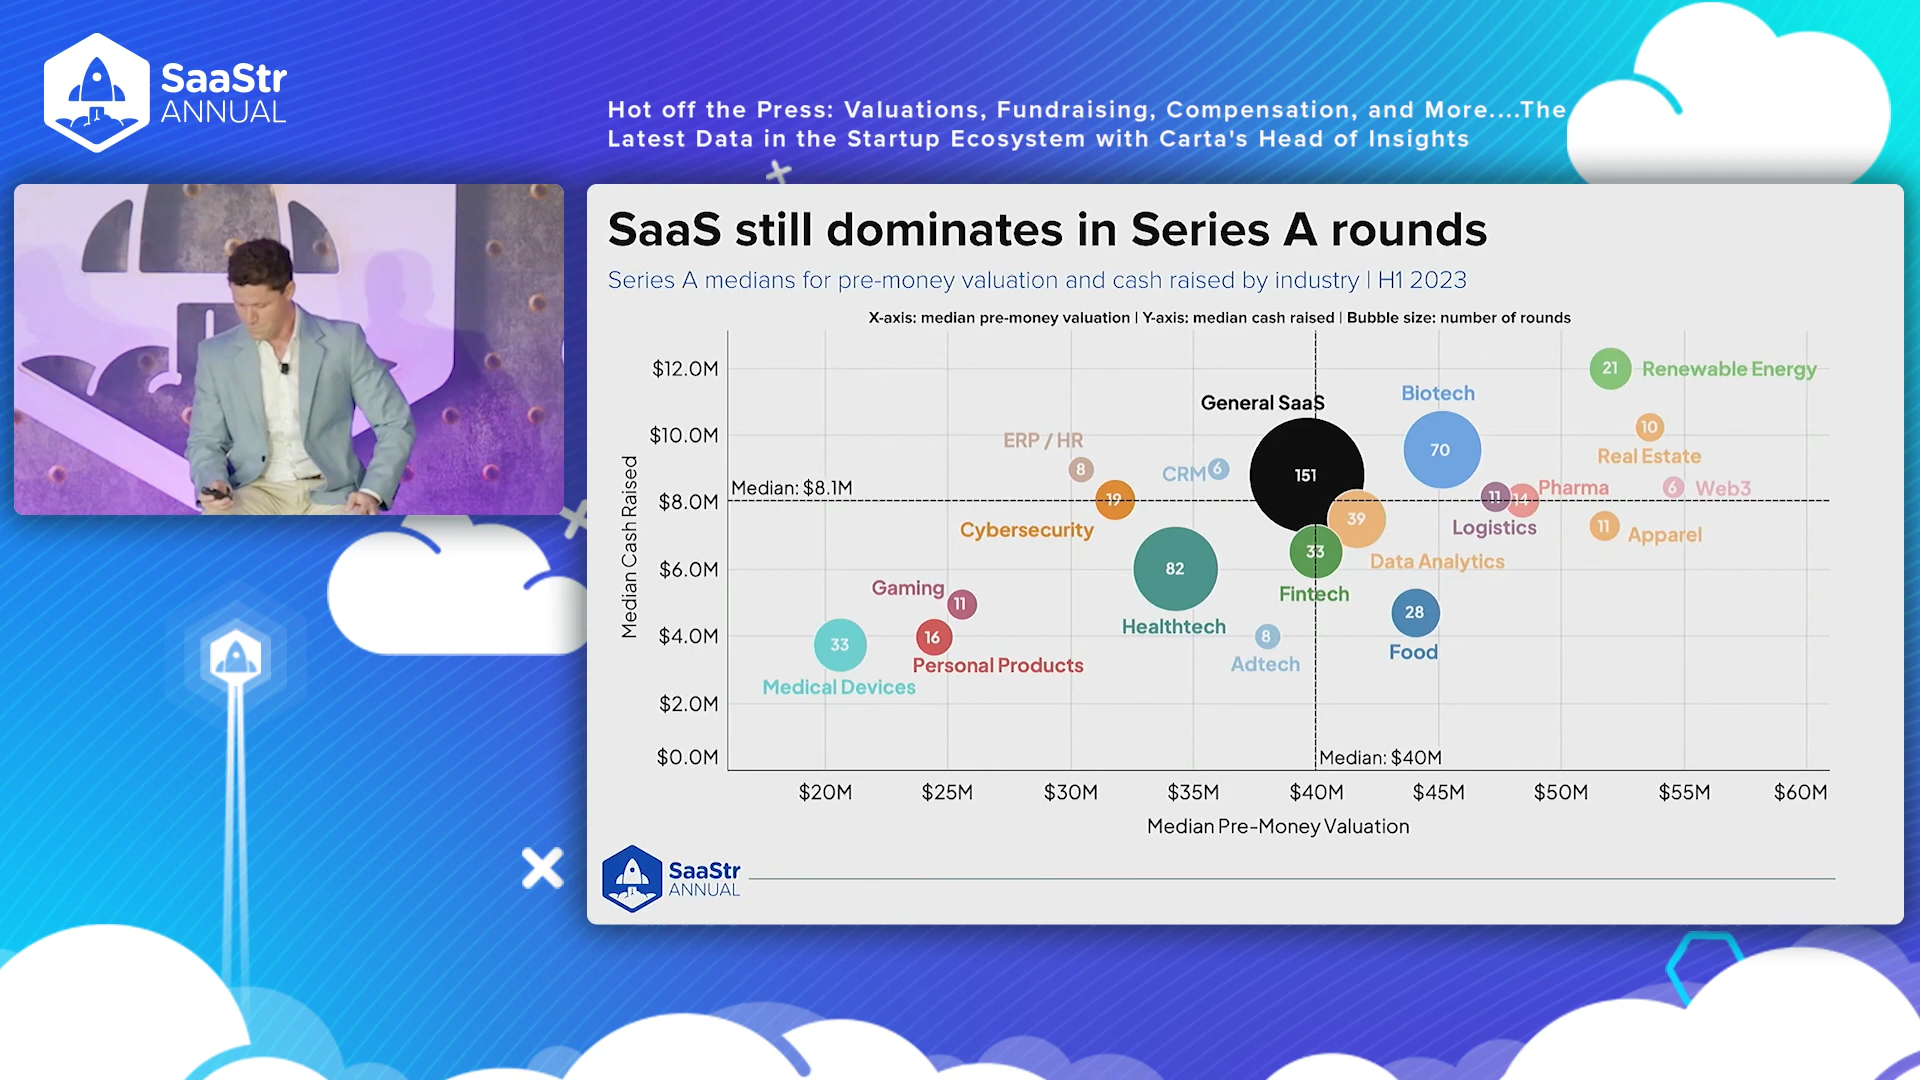 SaaStr
ANNUAL
Hot off the Press: Valuations, Fundraising, Compensation, and More....The
Latest Data in the Startup Ecosystem with Carta's Head of Insights
SaaS still dominates in Series A rounds
Series A medians for pre-money valuation and cash raised by industry | H1 2023
X-axis: median pre-money valuation | Y-axis: median cash raised | Bubble size: number of rounds
Median Cash Raised
$12.0M
$10.0M
$8.0M
$6.0M
$4.0M
$2.0M
$0.0M
Median: $8.1M
21 Renewable Energy
Biotech
70
General SaaS
151
10
Real Estate
ERP / HR
8
CRM 6
19
Cybersecurity
11
Logistics
14 Pharma
6 Web3
39
Data Analytics
11 Apparel
33
Fintech
82
Healthtech
Gaming
11
28
Food
16
Personal Products
8
Adtech
33
Medical Devices
Median: $40M
$20M
$25M
$30M
$35M
$40M
$45M
$50M
$55M
$60M
Median Pre-Money Valuation
SaaStr
ANNUAL